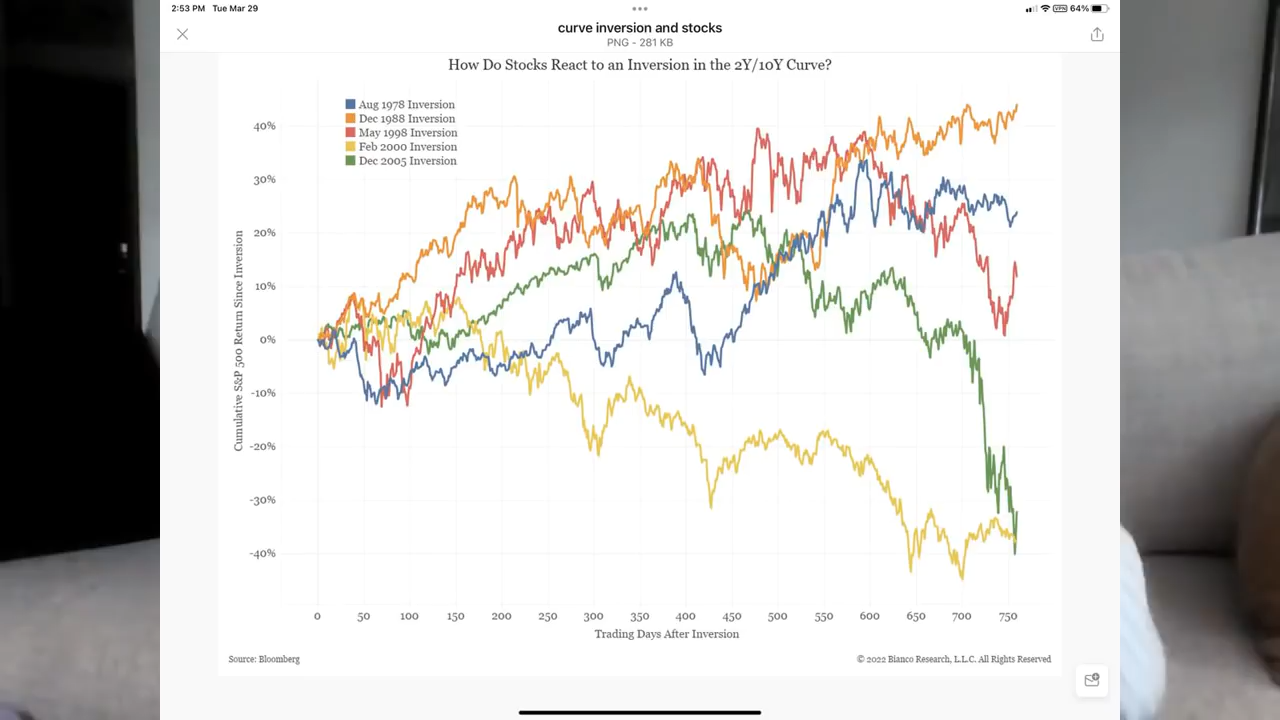 2:53 PM Tue Mar 29
VPN 64%
curve inversion and stocks
PNG - 281 KB
How Do Stocks React to an Inversion in the 2Y/10Y Curve?
Aug 1978 Inversion
Dec 1988 Inversion
May 1998 Inversion
Feb 2000 Inversion
Dec 2005 Inversion
Cumulative S&P 500 Return Since Inversion
40%
30%
20%
10%
0%
-10%
-20%
-30%
-40%
0 50 100 150 200 250 300 350 400 450 500 550 600 650 700 750
Trading Days After Inversion
Source: Bloomberg
© 2022 Bianco Research, L.L.C. All Rights Reserved